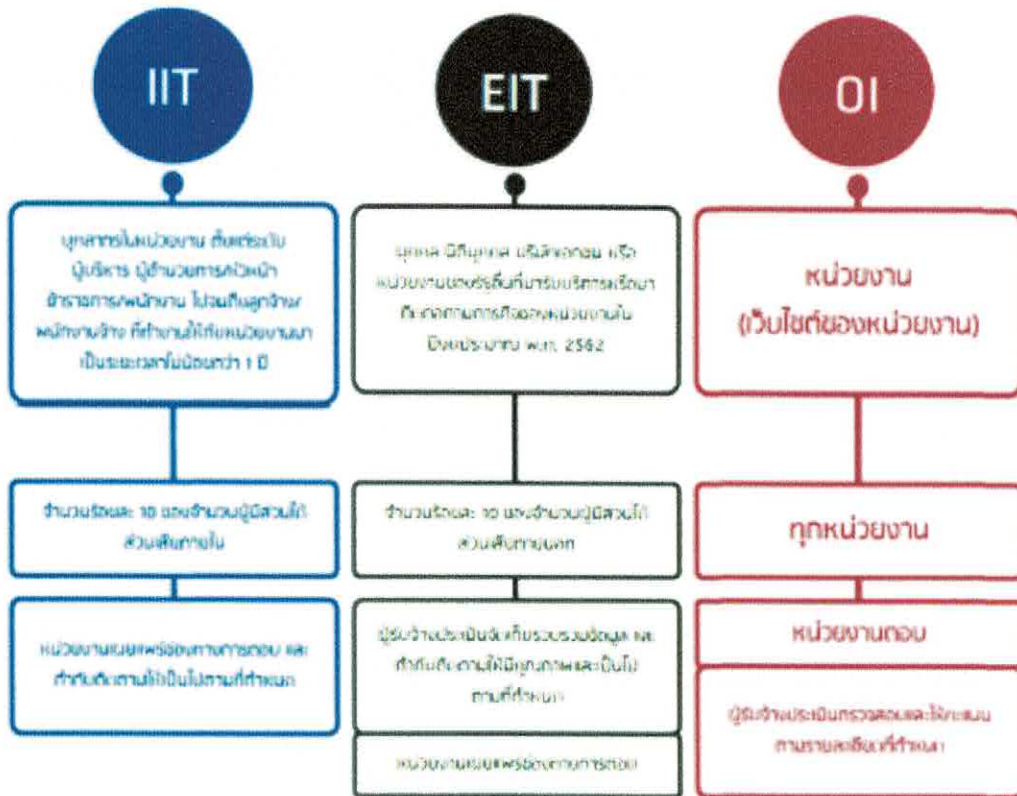 IIT
บุคลากรในหน่วยงาน ตั้งแต่ระดับ
ผู้บริหาร ผู้อำนวยการ/หัวหน้า
ข้าราชการ/พนักงาน ไปจนถึงลูกจ้าง/
พนักงานจ้าง ที่ทำงานให้กับหน่วยงานมา
เป็นระยะเวลาไม่น้อยกว่า 1 ปี
จำนวนร้อยละ 10 ของจำนวนผู้มีส่วนได้
ส่วนเสียภายใน
หน่วยงานเผยแพร่ช่องทางการตอบ และ
กำกับติดตามให้เป็นไปตามที่กำหนด
EIT
บุคคล นิติบุคคล บริษัทเอกชน หรือ
หน่วยงานของรัฐอื่นที่มารับบริการหรือมา
ติดต่อตามภารกิจของหน่วยงานใน
ปีงบประมาณ พ.ศ. 2562
จำนวนร้อยละ 10 ของจำนวนผู้มีส่วนได้
ส่วนเสียภายนอก
ผู้รับจ้างประเมินจัดเก็บรวบรวมข้อมูล และ
กำกับติดตามให้มีคุณภาพและเป็นไป
ตามที่กำหนด
หน่วยงานเผยแพร่ช่องทางการตอบ
OI
หน่วยงาน
(เว็บไซต์ของหน่วยงาน)
ทุกหน่วยงาน
หน่วยงานตอบ
ผู้รับจ้างประเมินตรวจสอบและให้คะแนน
ตามรายละเอียดที่กำหนด